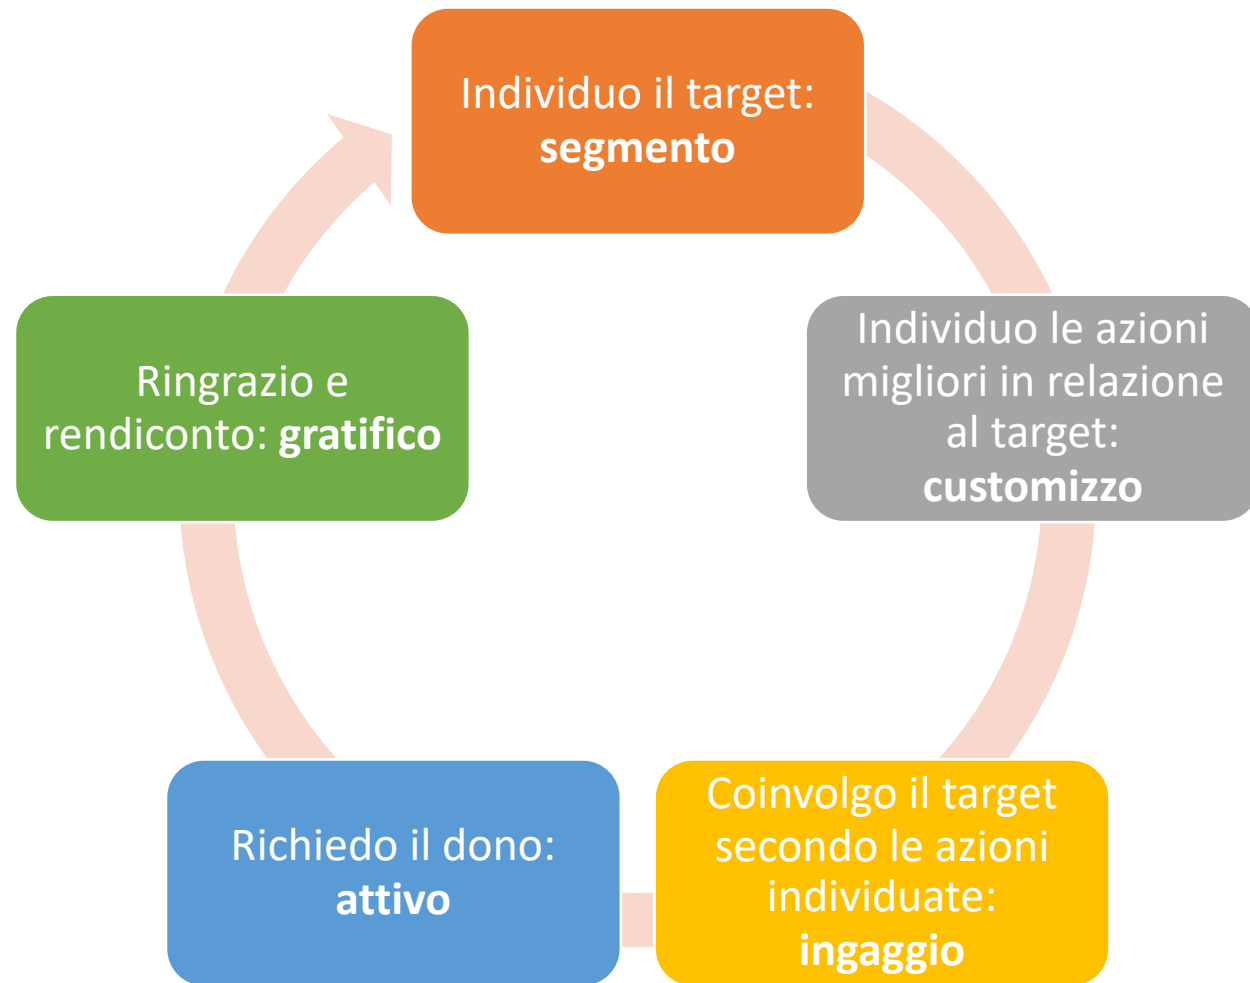 Individuo il target:
segmento
Individuo le azioni
migliori in relazione
al target:
customizzo
Coinvolgo il target
secondo le azioni
individuate:
ingaggio
Richiedo il dono:
attivo
Ringrazio e
rendiconto: gratifico